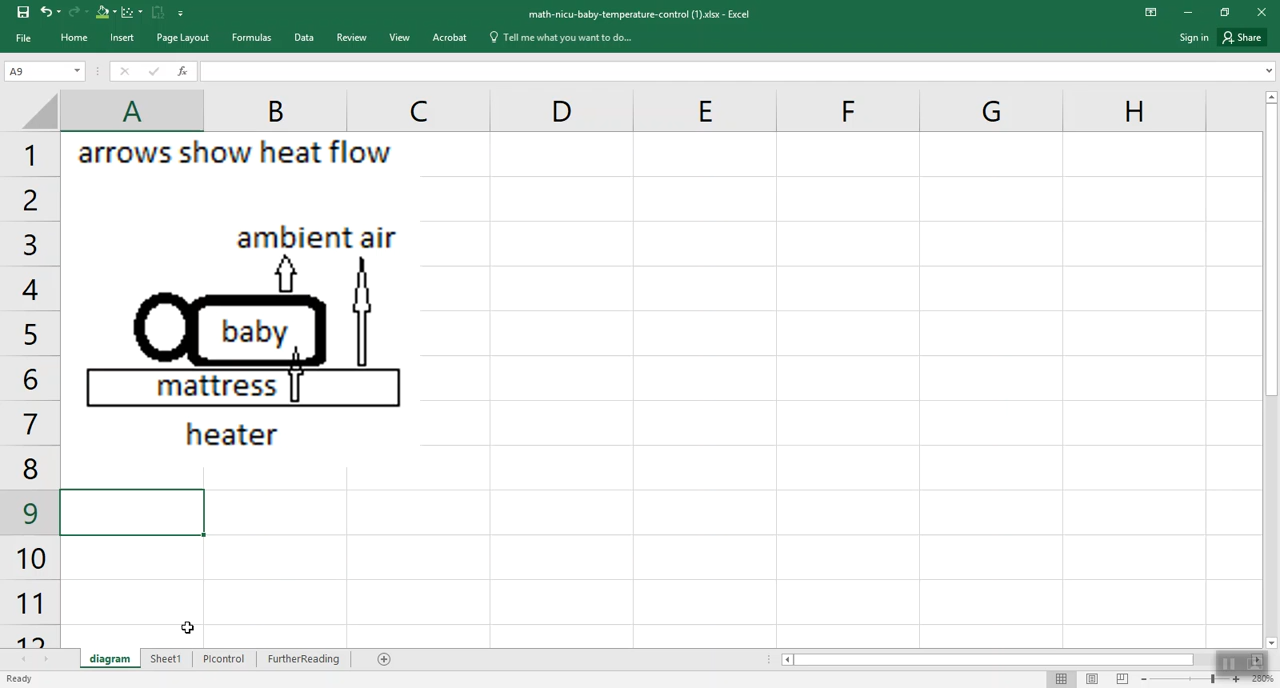 math-nicu-baby-temperature-control (1).xlsx - Excel
File Home Insert Page Layout Formulas Data Review View Acrobat Tell me what you want to do... Sign in Share
A9 fx
A B C D E F G H
1
2
3
4
5
6
7
8
9
10
11
12
arrows show heat flow
ambient air
baby
mattress
heater
diagram Sheet1 PIcontrol FurtherReading
Ready 280%